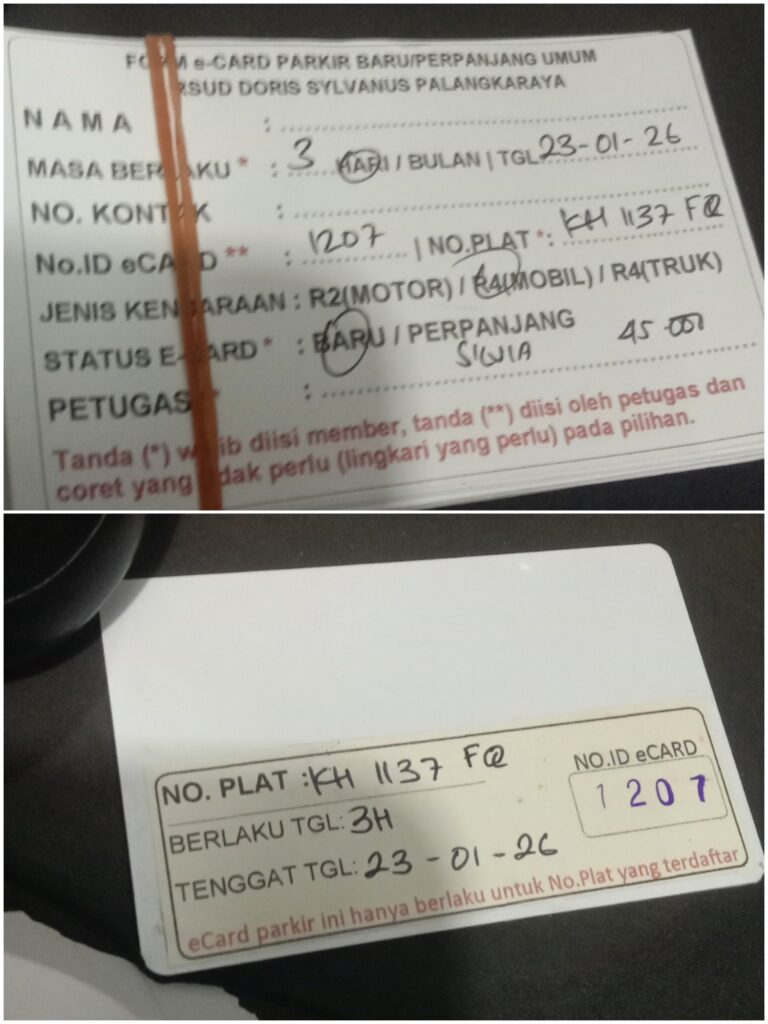 FORM e-CARD PARKIR BARU/PERPANJANG UMUM
RSUD DORIS SYLVANUS PALANGKARAYA
NAMA :
MASA BERLAKU * : 3 HARI / BULAN | TGL 23-01-26
NO. KONTAK :
No.ID eCARD ** : 1207 | NO.PLAT *: KH 1137 FQ
JENIS KENDARAAN : R2(MOTOR) / R4(MOBIL) / R4(TRUK)
STATUS E-CARD * : BARU / PERPANJANG 45.000
PETUGAS * : SILVIA
Tanda (*) wajib diisi member, tanda (**) diisi oleh petugas dan
coret yang tidak perlu (lingkari yang perlu) pada pilihan.
NO. PLAT : KH 1137 FQ
NO.ID eCARD
1207
BERLAKU TGL: 3H
TENGGAT TGL: 23-01-26
eCard parkir ini hanya berlaku untuk No.Plat yang terdaftar